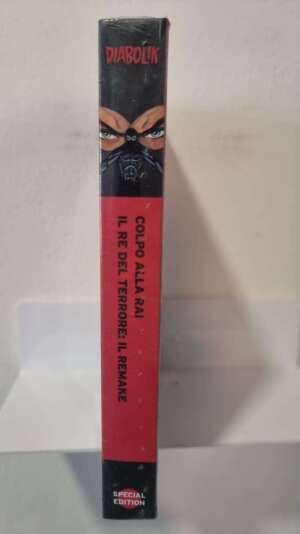 DIABOLIK
COLPO ALLA RAI
IL RE DEL TERRORE: IL REMAKE
SPECIAL
EDITION